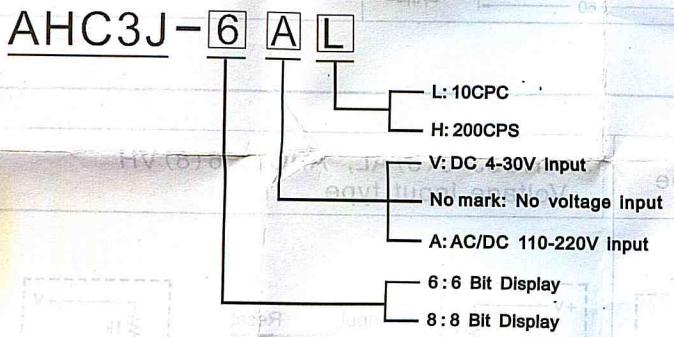 AHC3J-6 A L
L: 10CPC
H: 200CPS
V: DC 4-30V Input
No mark: No voltage input
A: AC/DC 110-220V input
6:6 Bit Display
8:8 Bit Display